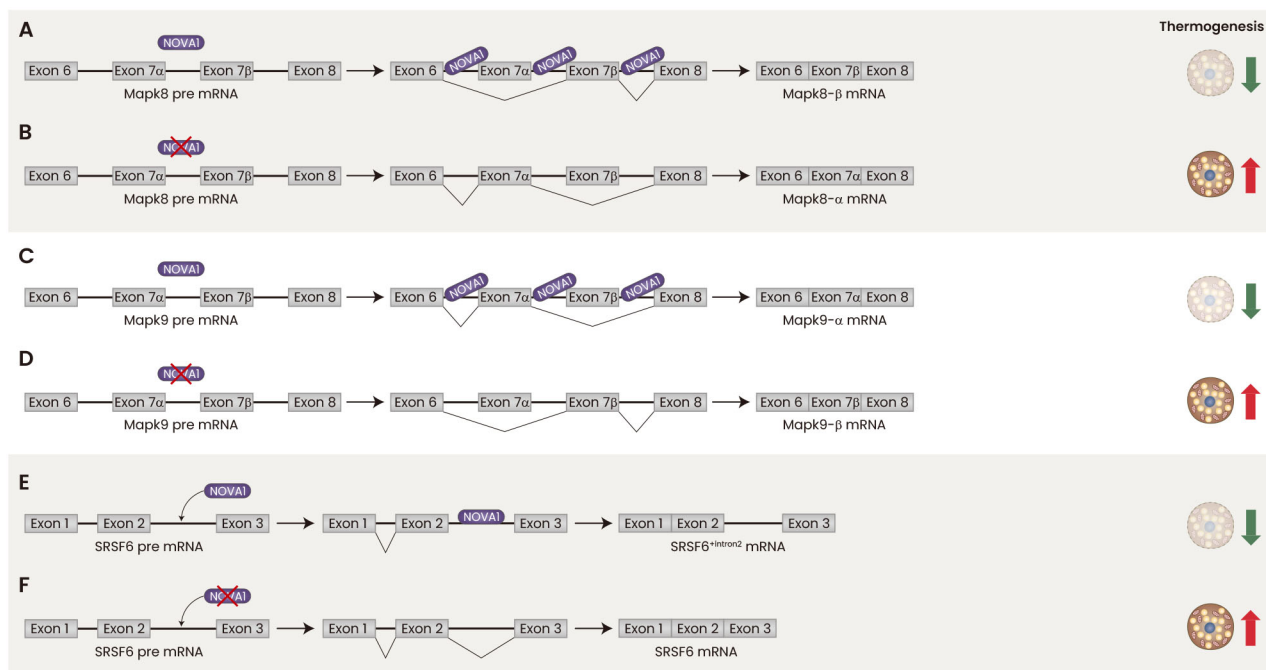 Thermogenesis
A
NOVA1
NOVA1 NOVA1 NOVA1
Exon 6 Exon 7α Exon 7β Exon 8 Exon 6 Exon 7α Exon 7β Exon 8 Exon 6 Exon 7β Exon 8
Mapk8 pre mRNA Mapk8-β mRNA
B
NOVA1
Exon 6 Exon 7α Exon 7β Exon 8 Exon 6 Exon 7α Exon 7β Exon 8 Exon 6 Exon 7α Exon 8
Mapk8 pre mRNA Mapk8-α mRNA
C
NOVA1
NOVA1 NOVA1 NOVA1
Exon 6 Exon 7α Exon 7β Exon 8 Exon 6 Exon 7α Exon 7β Exon 8 Exon 6 Exon 7α Exon 8
Mapk9 pre mRNA Mapk9-α mRNA
D
NOVA1
Exon 6 Exon 7α Exon 7β Exon 8 Exon 6 Exon 7α Exon 7β Exon 8 Exon 6 Exon 7β Exon 8
Mapk9 pre mRNA Mapk9-β mRNA
E
NOVA1
NOVA1
Exon 1 Exon 2 Exon 3 Exon 1 Exon 2 Exon 3 Exon 1 Exon 2 Exon 3
SRSF6 pre mRNA SRSF6+intron2 mRNA
F
NOVA1
Exon 1 Exon 2 Exon 3 Exon 1 Exon 2 Exon 3 Exon 1 Exon 2 Exon 3
SRSF6 pre mRNA SRSF6 mRNA